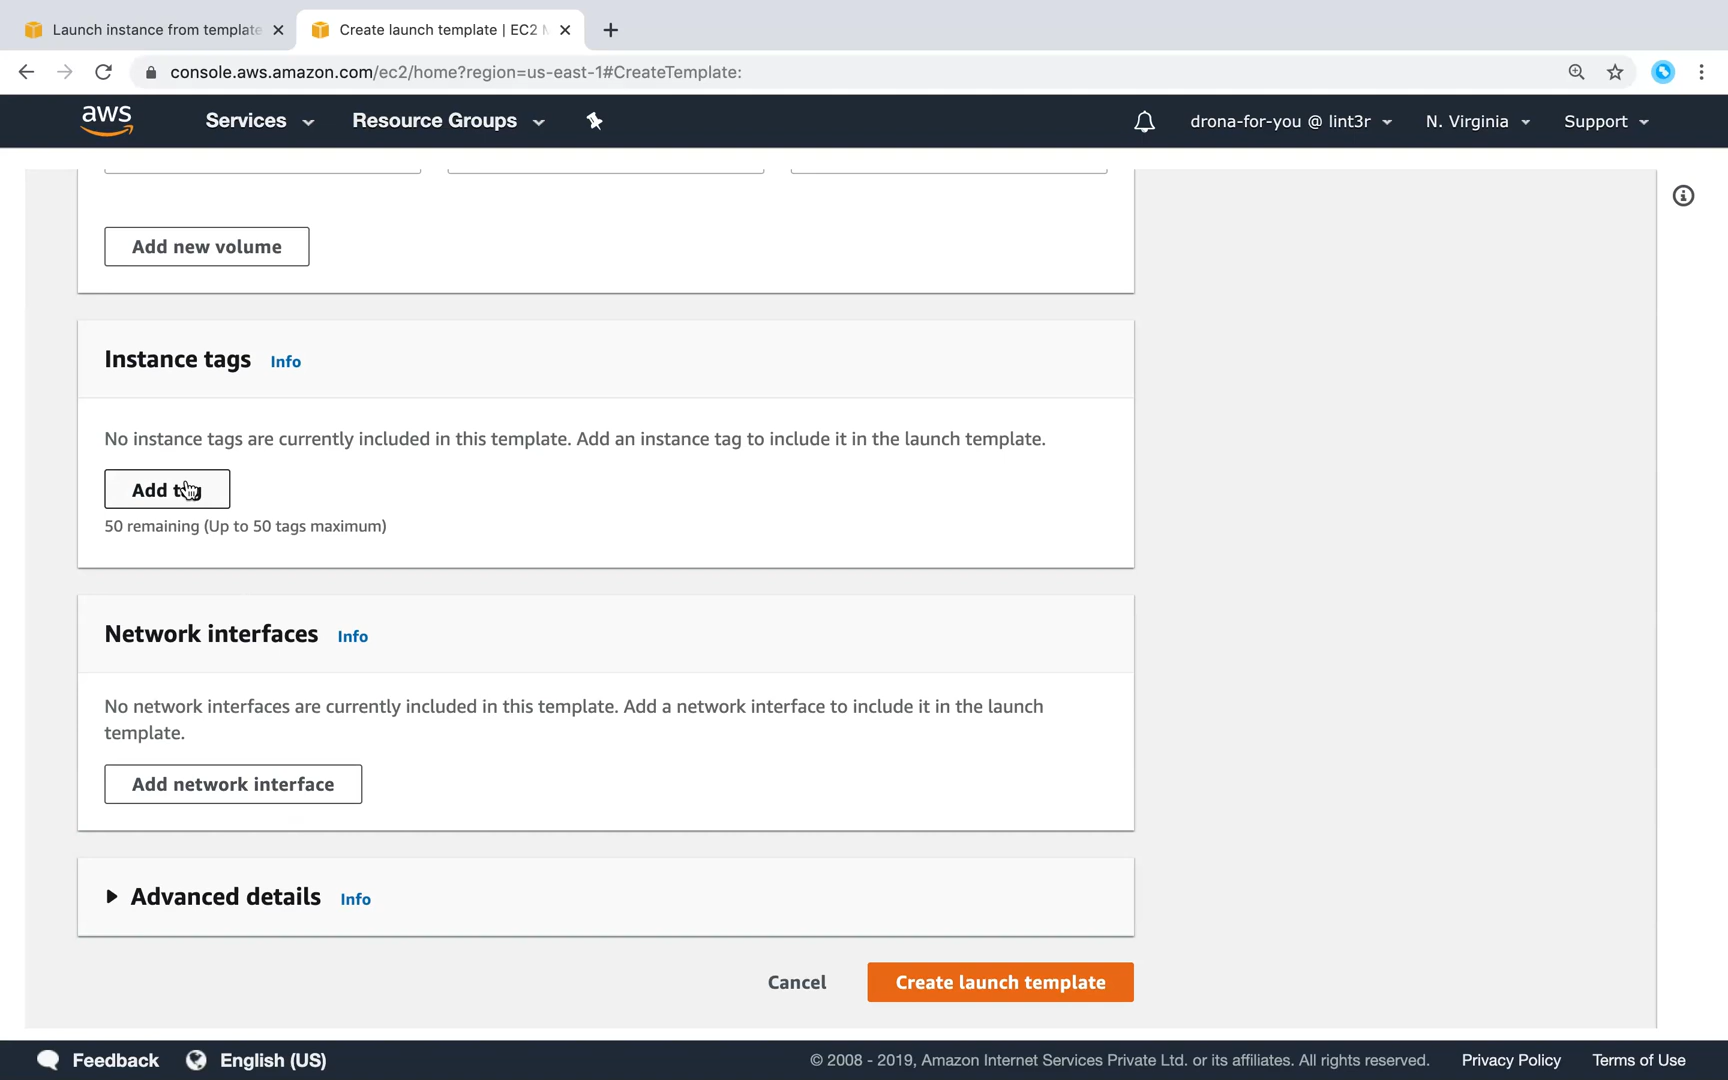 Launch instance from template
Create launch template | EC2 M
console.aws.amazon.com/ec2/home?region=us-east-1#CreateTemplate:
aws
Services
Resource Groups
drona-for-you @ lint3r
N. Virginia
Support
Add new volume
Instance tags Info
No instance tags are currently included in this template. Add an instance tag to include it in the launch template.
Add tag
50 remaining (Up to 50 tags maximum)
Network interfaces Info
No network interfaces are currently included in this template. Add a network interface to include it in the launch
template.
Add network interface
Advanced details Info
Cancel
Create launch template
Feedback
English (US)
© 2008 - 2019, Amazon Internet Services Private Ltd. or its affiliates. All rights reserved.
Privacy Policy
Terms of Use